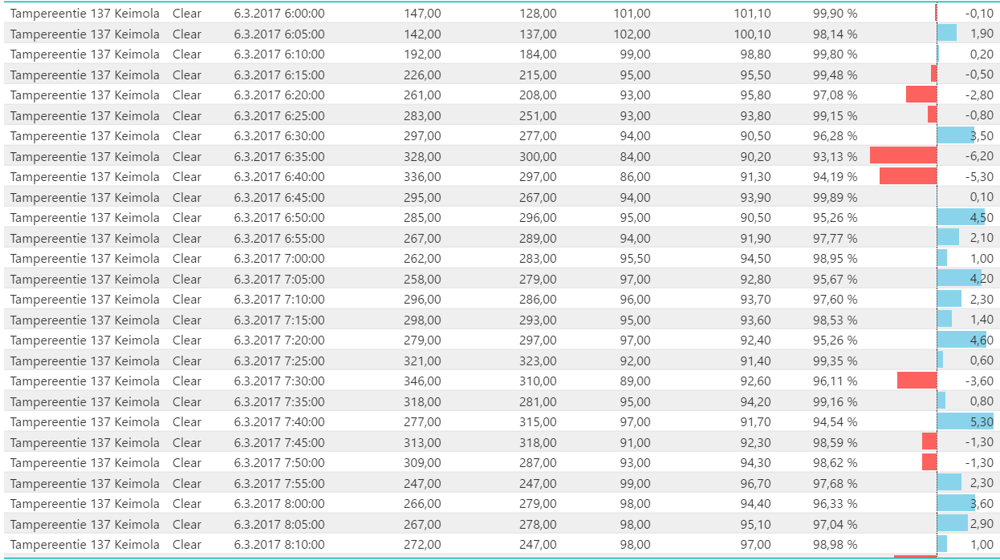 Tampereentie 137 Keimola Clear 6.3.2017 6:00:00 147,00 128,00 101,00 101,10 99,90 % -0,10
Tampereentie 137 Keimola Clear 6.3.2017 6:05:00 142,00 137,00 102,00 100,10 98,14 % 1,90
Tampereentie 137 Keimola Clear 6.3.2017 6:10:00 192,00 184,00 99,00 98,80 99,80 % 0,20
Tampereentie 137 Keimola Clear 6.3.2017 6:15:00 226,00 215,00 95,00 95,50 99,48 % -0,50
Tampereentie 137 Keimola Clear 6.3.2017 6:20:00 261,00 208,00 93,00 95,80 97,08 % -2,80
Tampereentie 137 Keimola Clear 6.3.2017 6:25:00 283,00 251,00 93,00 93,80 99,15 % -0,80
Tampereentie 137 Keimola Clear 6.3.2017 6:30:00 297,00 277,00 94,00 90,50 96,28 % 3,50
Tampereentie 137 Keimola Clear 6.3.2017 6:35:00 328,00 300,00 84,00 90,20 93,13 % -6,20
Tampereentie 137 Keimola Clear 6.3.2017 6:40:00 336,00 297,00 86,00 91,30 94,19 % -5,30
Tampereentie 137 Keimola Clear 6.3.2017 6:45:00 295,00 267,00 94,00 93,90 99,89 % 0,10
Tampereentie 137 Keimola Clear 6.3.2017 6:50:00 285,00 296,00 95,00 90,50 95,26 % 4,50
Tampereentie 137 Keimola Clear 6.3.2017 6:55:00 267,00 289,00 94,00 91,90 97,77 % 2,10
Tampereentie 137 Keimola Clear 6.3.2017 7:00:00 262,00 283,00 95,50 94,50 98,95 % 1,00
Tampereentie 137 Keimola Clear 6.3.2017 7:05:00 258,00 279,00 97,00 92,80 95,67 % 4,20
Tampereentie 137 Keimola Clear 6.3.2017 7:10:00 296,00 286,00 96,00 93,70 97,60 % 2,30
Tampereentie 137 Keimola Clear 6.3.2017 7:15:00 298,00 293,00 95,00 93,60 98,53 % 1,40
Tampereentie 137 Keimola Clear 6.3.2017 7:20:00 279,00 297,00 97,00 92,40 95,26 % 4,60
Tampereentie 137 Keimola Clear 6.3.2017 7:25:00 321,00 323,00 92,00 91,40 99,35 % 0,60
Tampereentie 137 Keimola Clear 6.3.2017 7:30:00 346,00 310,00 89,00 92,60 96,11 % -3,60
Tampereentie 137 Keimola Clear 6.3.2017 7:35:00 318,00 281,00 95,00 94,20 99,16 % 0,80
Tampereentie 137 Keimola Clear 6.3.2017 7:40:00 277,00 315,00 97,00 91,70 94,54 % 5,30
Tampereentie 137 Keimola Clear 6.3.2017 7:45:00 313,00 318,00 91,00 92,30 98,59 % -1,30
Tampereentie 137 Keimola Clear 6.3.2017 7:50:00 309,00 287,00 93,00 94,30 98,62 % -1,30
Tampereentie 137 Keimola Clear 6.3.2017 7:55:00 247,00 247,00 99,00 96,70 97,68 % 2,30
Tampereentie 137 Keimola Clear 6.3.2017 8:00:00 266,00 279,00 98,00 94,40 96,33 % 3,60
Tampereentie 137 Keimola Clear 6.3.2017 8:05:00 267,00 278,00 98,00 95,10 97,04 % 2,90
Tampereentie 137 Keimola Clear 6.3.2017 8:10:00 272,00 247,00 98,00 97,00 98,98 % 1,00